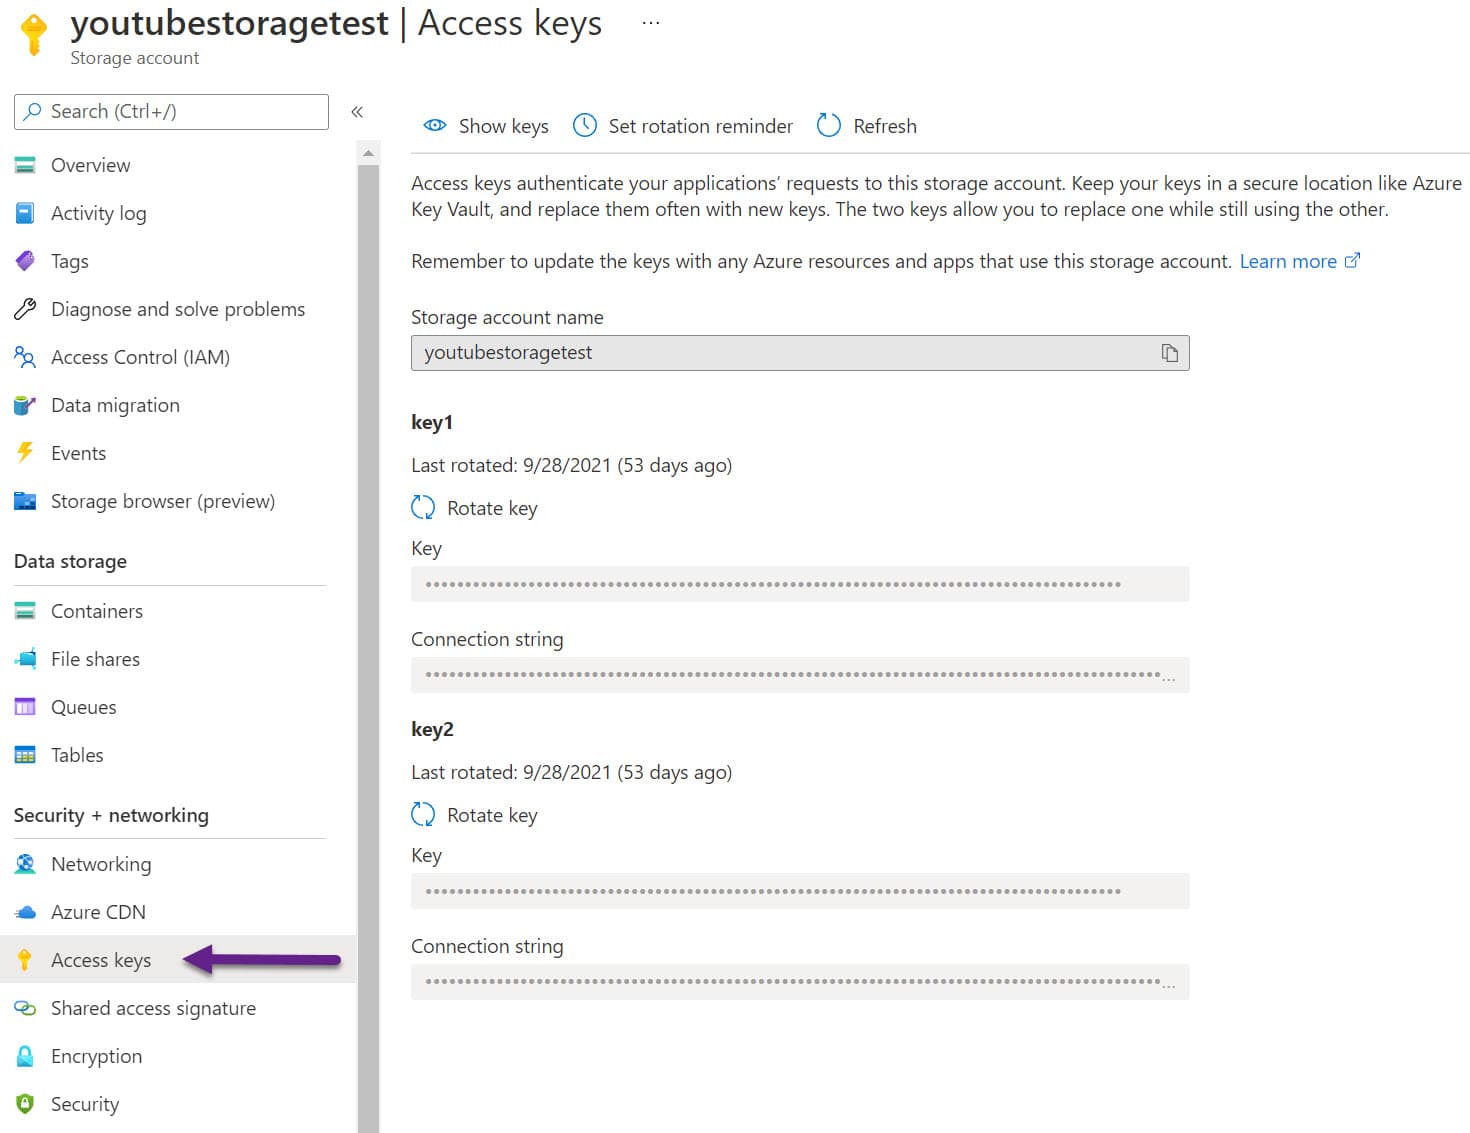 youtubestoragetest | Access keys ...
Storage account
Search (Ctrl+/)
«
Overview
Activity log
Tags
Diagnose and solve problems
Access Control (IAM)
Data migration
Events
Storage browser (preview)
Data storage
Containers
File shares
Queues
Tables
Security + networking
Networking
Azure CDN
Access keys
Shared access signature
Encryption
Security
Show keys
Set rotation reminder
Refresh
Access keys authenticate your applications’ requests to this storage account. Keep your keys in a secure location like Azure
Key Vault, and replace them often with new keys. The two keys allow you to replace one while still using the other.
Remember to update the keys with any Azure resources and apps that use this storage account. Learn more
Storage account name
youtubestoragetest
key1
Last rotated: 9/28/2021 (53 days ago)
Rotate key
Key
Connection string
key2
Last rotated: 9/28/2021 (53 days ago)
Rotate key
Key
Connection string